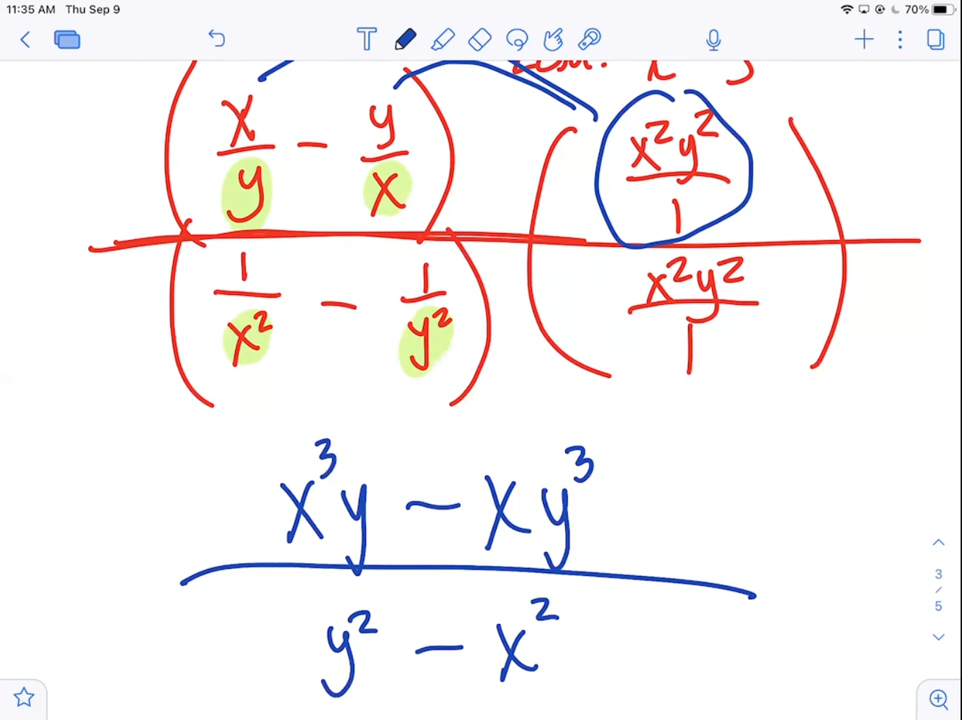 11:35 AM Thu Sep 9
70%
T
x/y - y/x x²y²/1
1/x² - 1/y² x²y²/1
x³y - xy³
y² - x²
3
/
5